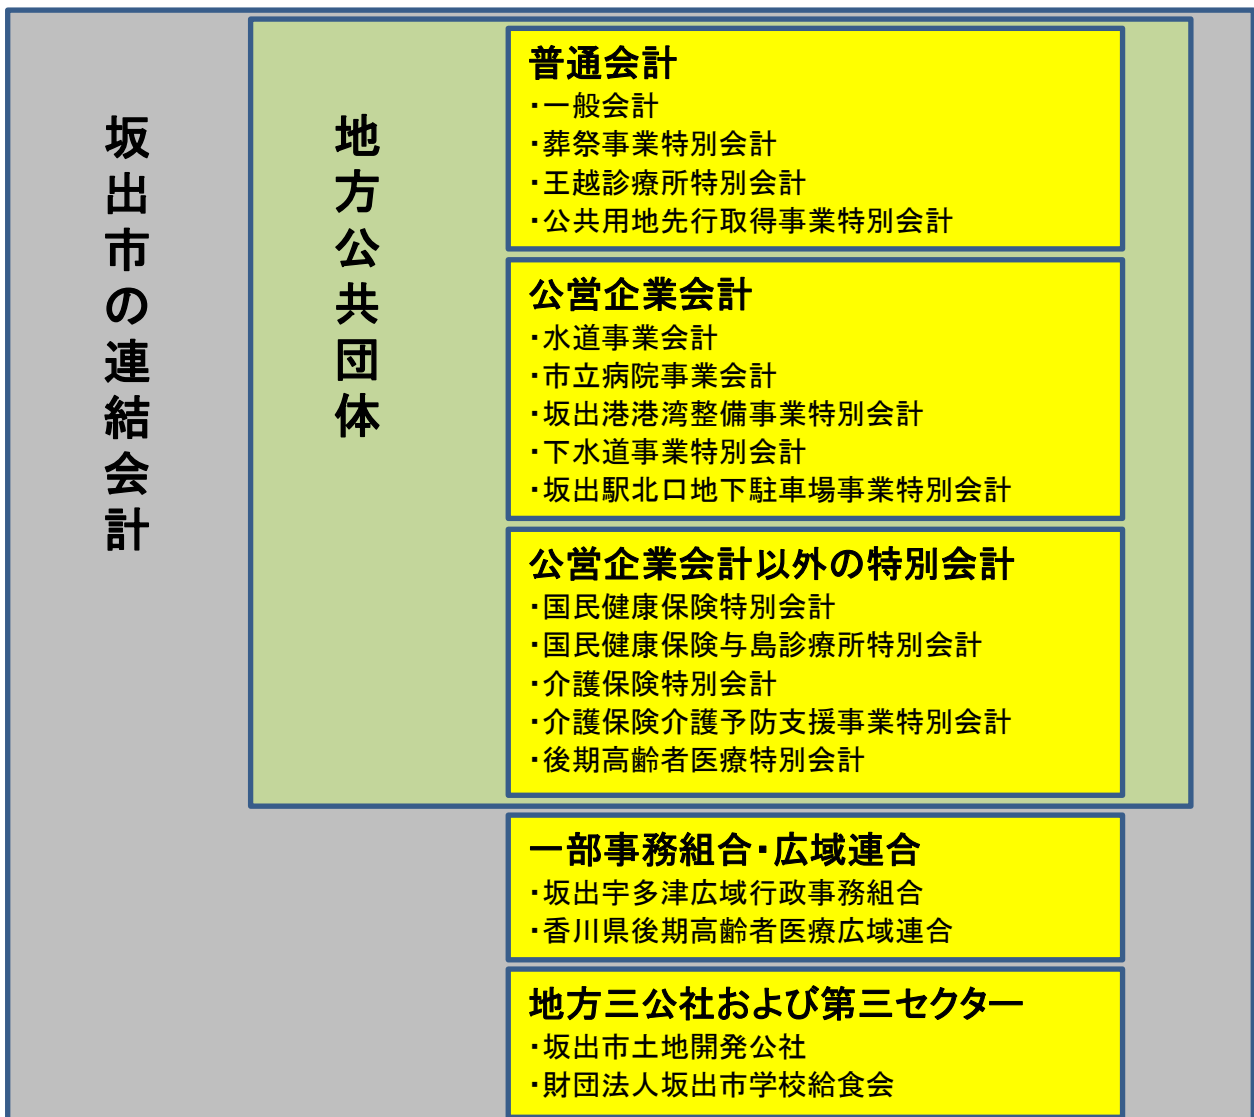 坂出市の連結会計
地方公共団体
普通会計
・一般会計
・葬祭事業特別会計
・王越診療所特別会計
・公共用地先行取得事業特別会計
公営企業会計
・水道事業会計
・市立病院事業会計
・坂出港港湾整備事業特別会計
・下水道事業特別会計
・坂出駅北口地下駐車場事業特別会計
公営企業会計以外の特別会計
・国民健康保険特別会計
・国民健康保険与島診療所特別会計
・介護保険特別会計
・介護保険介護予防支援事業特別会計
・後期高齢者医療特別会計
一部事務組合・広域連合
・坂出宇多津広域行政事務組合
・香川県後期高齢者医療広域連合
地方三公社および第三セクター
・坂出市土地開発公社
・財団法人坂出市学校給食会